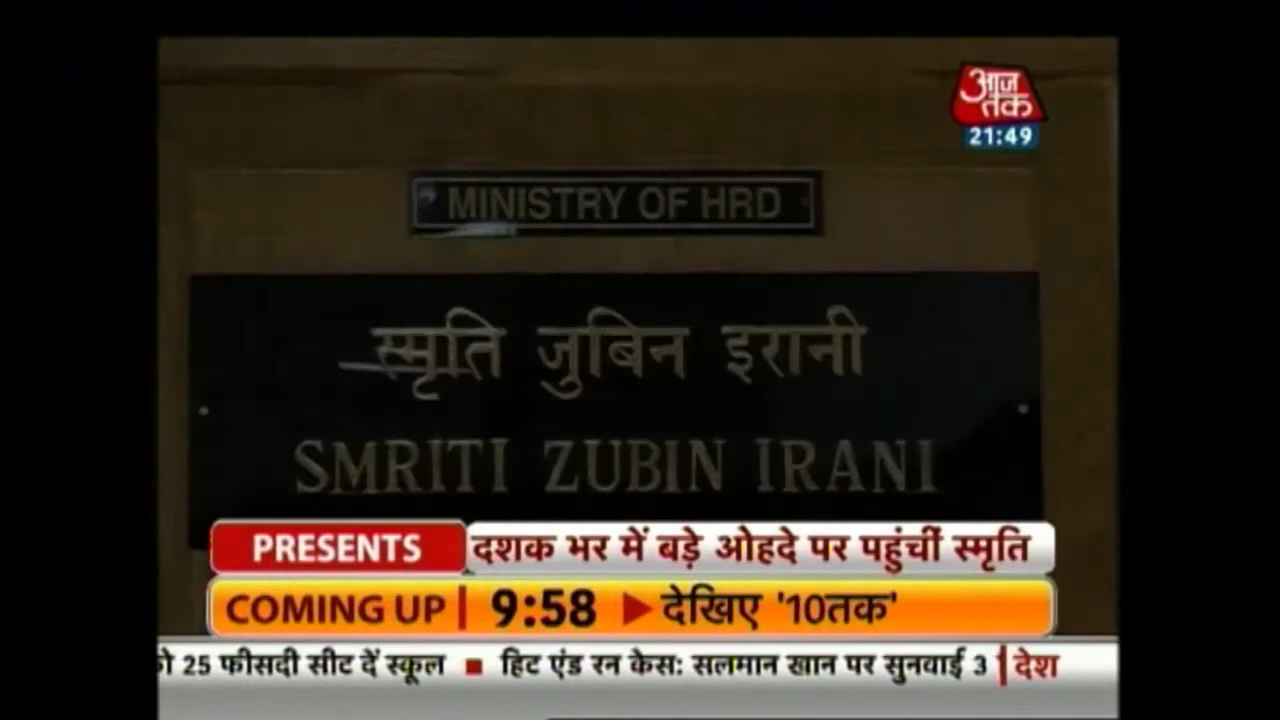 आज
तक
21:49
MINISTRY OF HRD
स्मृति जुबिन इरानी
SMRITI ZUBIN IRANI
PRESENTS दशक भर में बड़े ओहदे पर पहुंचीं स्मृति
COMING UP | 9:58 ▶ देखिए '10तक'
25 फीसदी सीट दें स्कूल ■ हिट एंड रन केस: सलमान खान पर सुनवाई 3 | देश